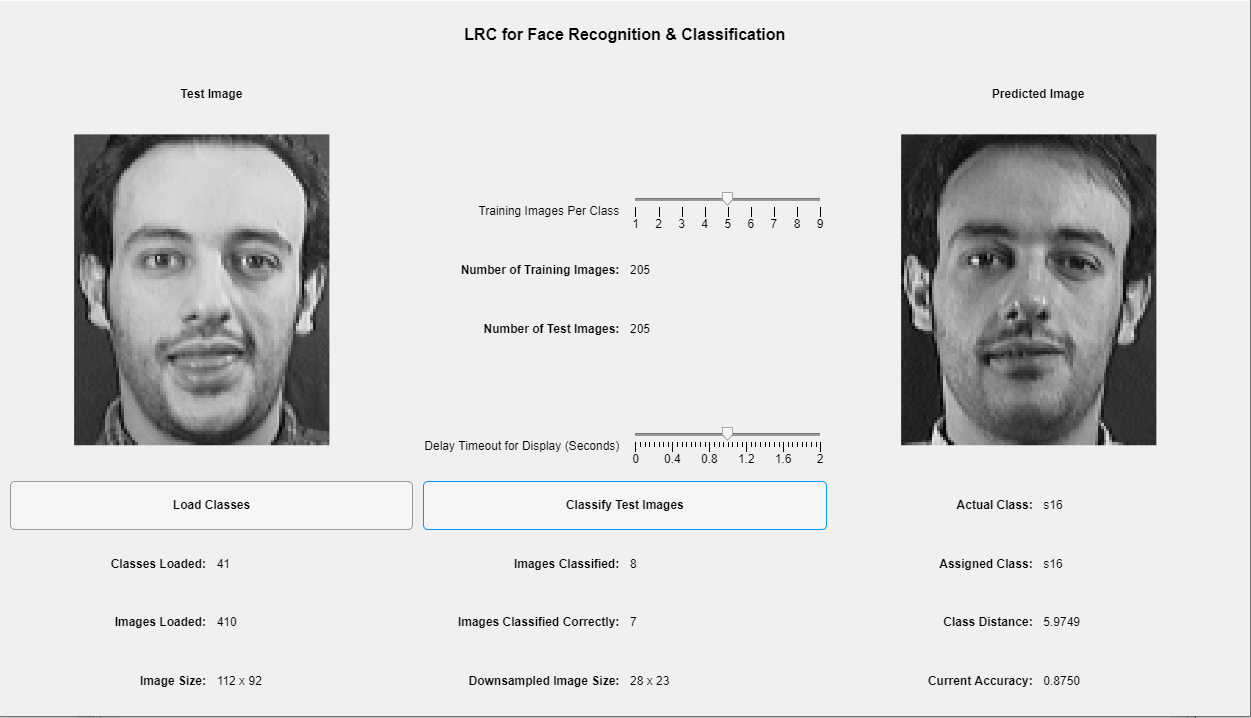 LRC for Face Recognition & Classification
Test Image
Predicted Image
Training Images Per Class
1 2 3 4 5 6 7 8 9
Number of Training Images: 205
Number of Test Images: 205
Delay Timeout for Display (Seconds)
0 0.4 0.8 1.2 1.6 2
Load Classes
Classify Test Images
Actual Class: s16
Classes Loaded: 41
Images Classified: 8
Assigned Class: s16
Images Loaded: 410
Images Classified Correctly: 7
Class Distance: 5.9749
Image Size: 112 x 92
Downsampled Image Size: 28 x 23
Current Accuracy: 0.8750